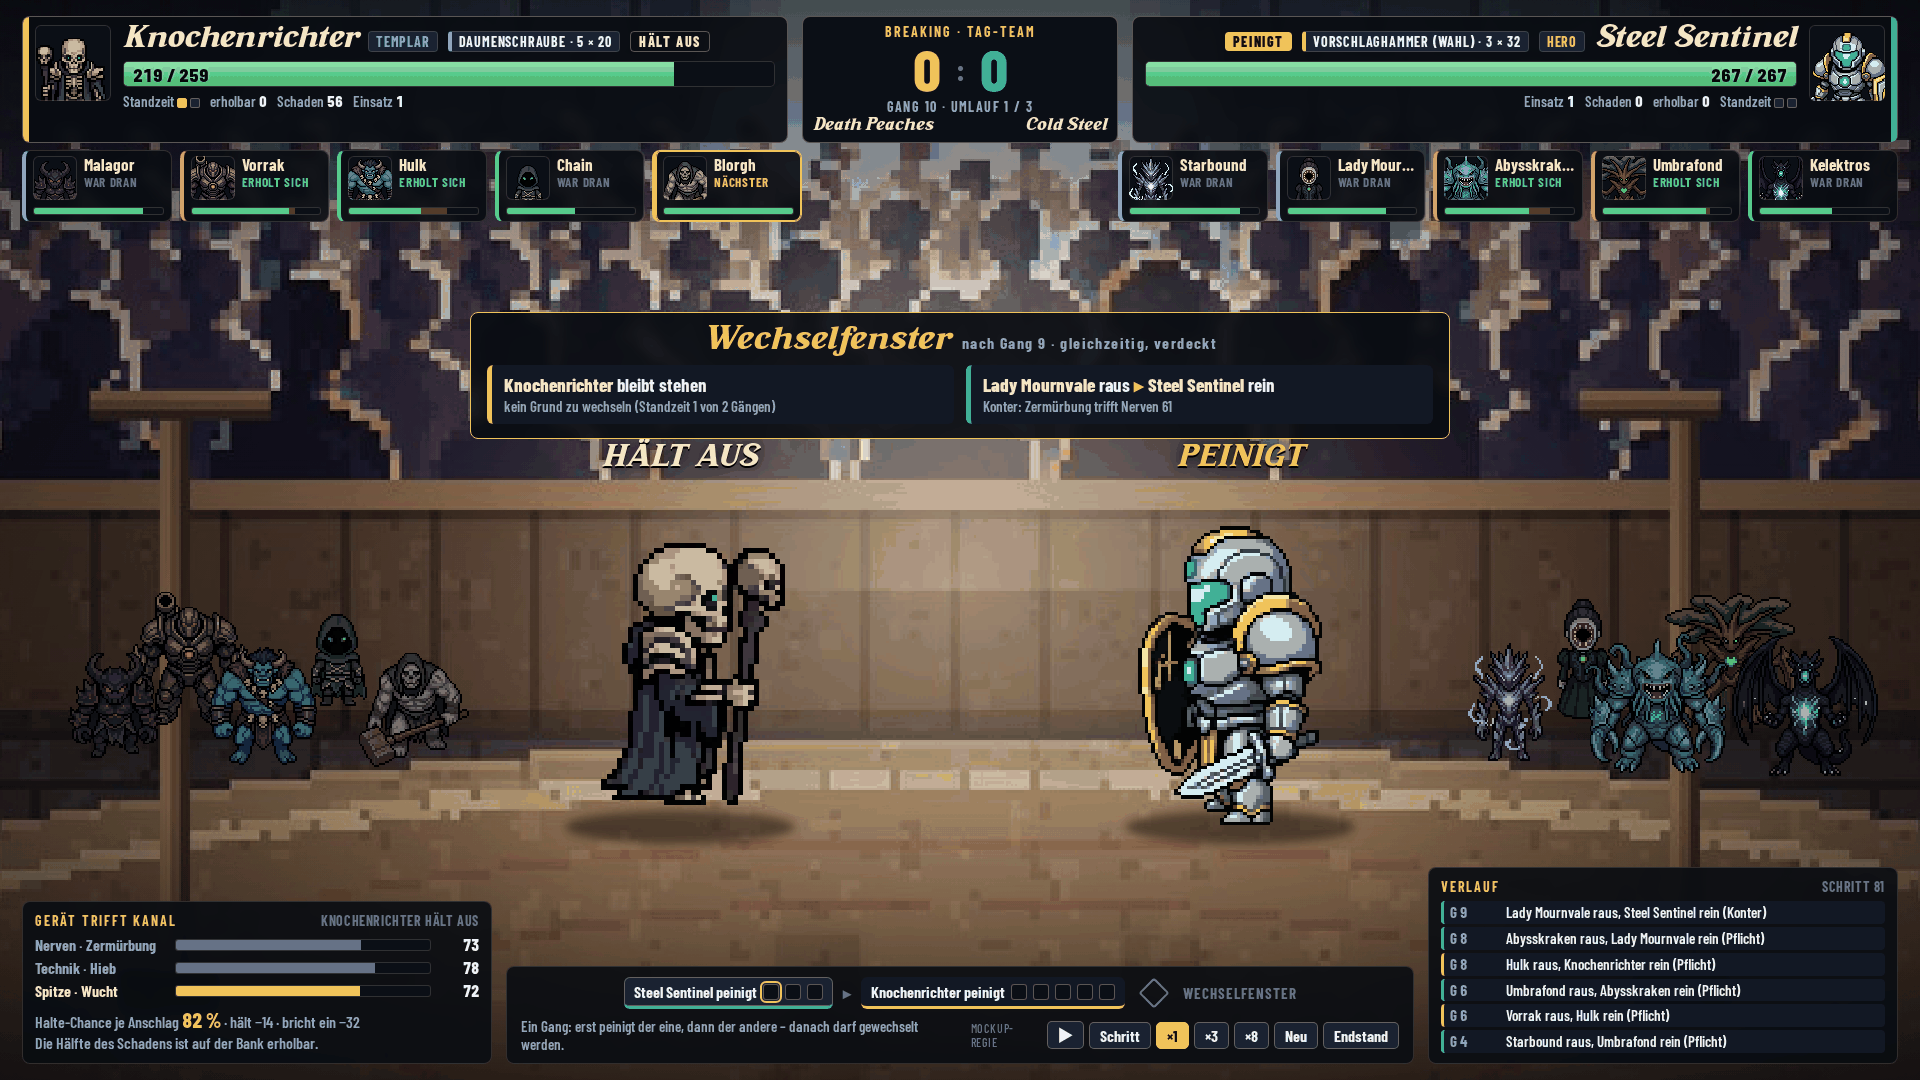 Knochenrichter TEMPLAR DAUMENSCHRAUBE · 5 × 20 HÄLT AUS
219 / 259
Standzeit erholbar 0 Schaden 56 Einsatz 1
BREAKING · TAG-TEAM
0 : 0
GANG 10 · UMLAUF 1 / 3
Death Peaches Cold Steel
PEINIGT VORSCHLAGHAMMER (WAHL) · 3 × 32 HERO Steel Sentinel
267 / 267
Einsatz 1 Schaden 0 erholbar 0 Standzeit
Malagor
WAR DRAN
Vorrak
ERHOLT SICH
Hulk
ERHOLT SICH
Chain
WAR DRAN
Blorgh
NÄCHSTER
Starbound
WAR DRAN
Lady Mour...
WAR DRAN
Abysskrak...
ERHOLT SICH
Umbrafond
ERHOLT SICH
Kelektros
WAR DRAN
Wechselfenster nach Gang 9 · gleichzeitig, verdeckt
Knochenrichter bleibt stehen
kein Grund zu wechseln (Standzeit 1 von 2 Gängen)
Lady Mournvale raus ▸ Steel Sentinel rein
Konter: Zermürbung trifft Nerven 61
HÄLT AUS
PEINIGT
GERÄT TRIFFT KANAL KNOCHENRICHTER HÄLT AUS
Nerven · Zermürbung 73
Technik · Hieb 78
Spitze · Wucht 72
Halte-Chance je Anschlag 82 % · hält −14 · bricht ein −32
Die Hälfte des Schadens ist auf der Bank erholbar.
Steel Sentinel peinigt ▸ Knochenrichter peinigt WECHSELFENSTER
Ein Gang: erst peinigt der eine, dann der andere – danach darf gewechselt
werden.
MOCKUP-
REGIE
Schritt ×1 ×3 ×8 Neu Endstand
VERLAUF SCHRITT 81
G 9 Lady Mournvale raus, Steel Sentinel rein (Konter)
G 8 Abysskraken raus, Lady Mournvale rein (Pflicht)
G 8 Hulk raus, Knochenrichter rein (Pflicht)
G 6 Umbrafond raus, Abysskraken rein (Pflicht)
G 6 Vorrak raus, Hulk rein (Pflicht)
G 4 Starbound raus, Umbrafond rein (Pflicht)